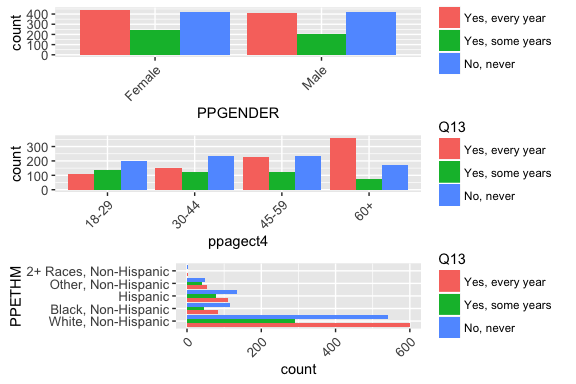 count
400
300
200
100
0
Female
Male
PPGENDER
Yes, every year
Yes, some years
No, never
count
300
200
100
0
18-29
30-44
45-59
60+
ppagect4
Q13
Yes, every year
Yes, some years
No, never
PPETHM
2+ Races, Non-Hispanic
Other, Non-Hispanic
Hispanic
Black, Non-Hispanic
White, Non-Hispanic
0
200
400
600
count
Q13
Yes, every year
Yes, some years
No, never